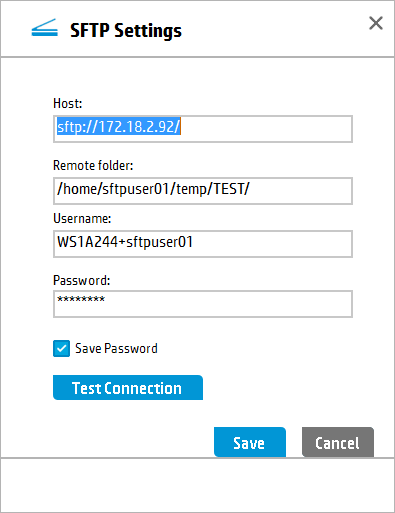 SFTP Settings
Host:
sftp://172.18.2.92/
Remote folder:
/home/sftpuser01/temp/TEST/
Username:
WS1A244+sftpuser01
Password:
********
Save Password
Test Connection
Save
Cancel